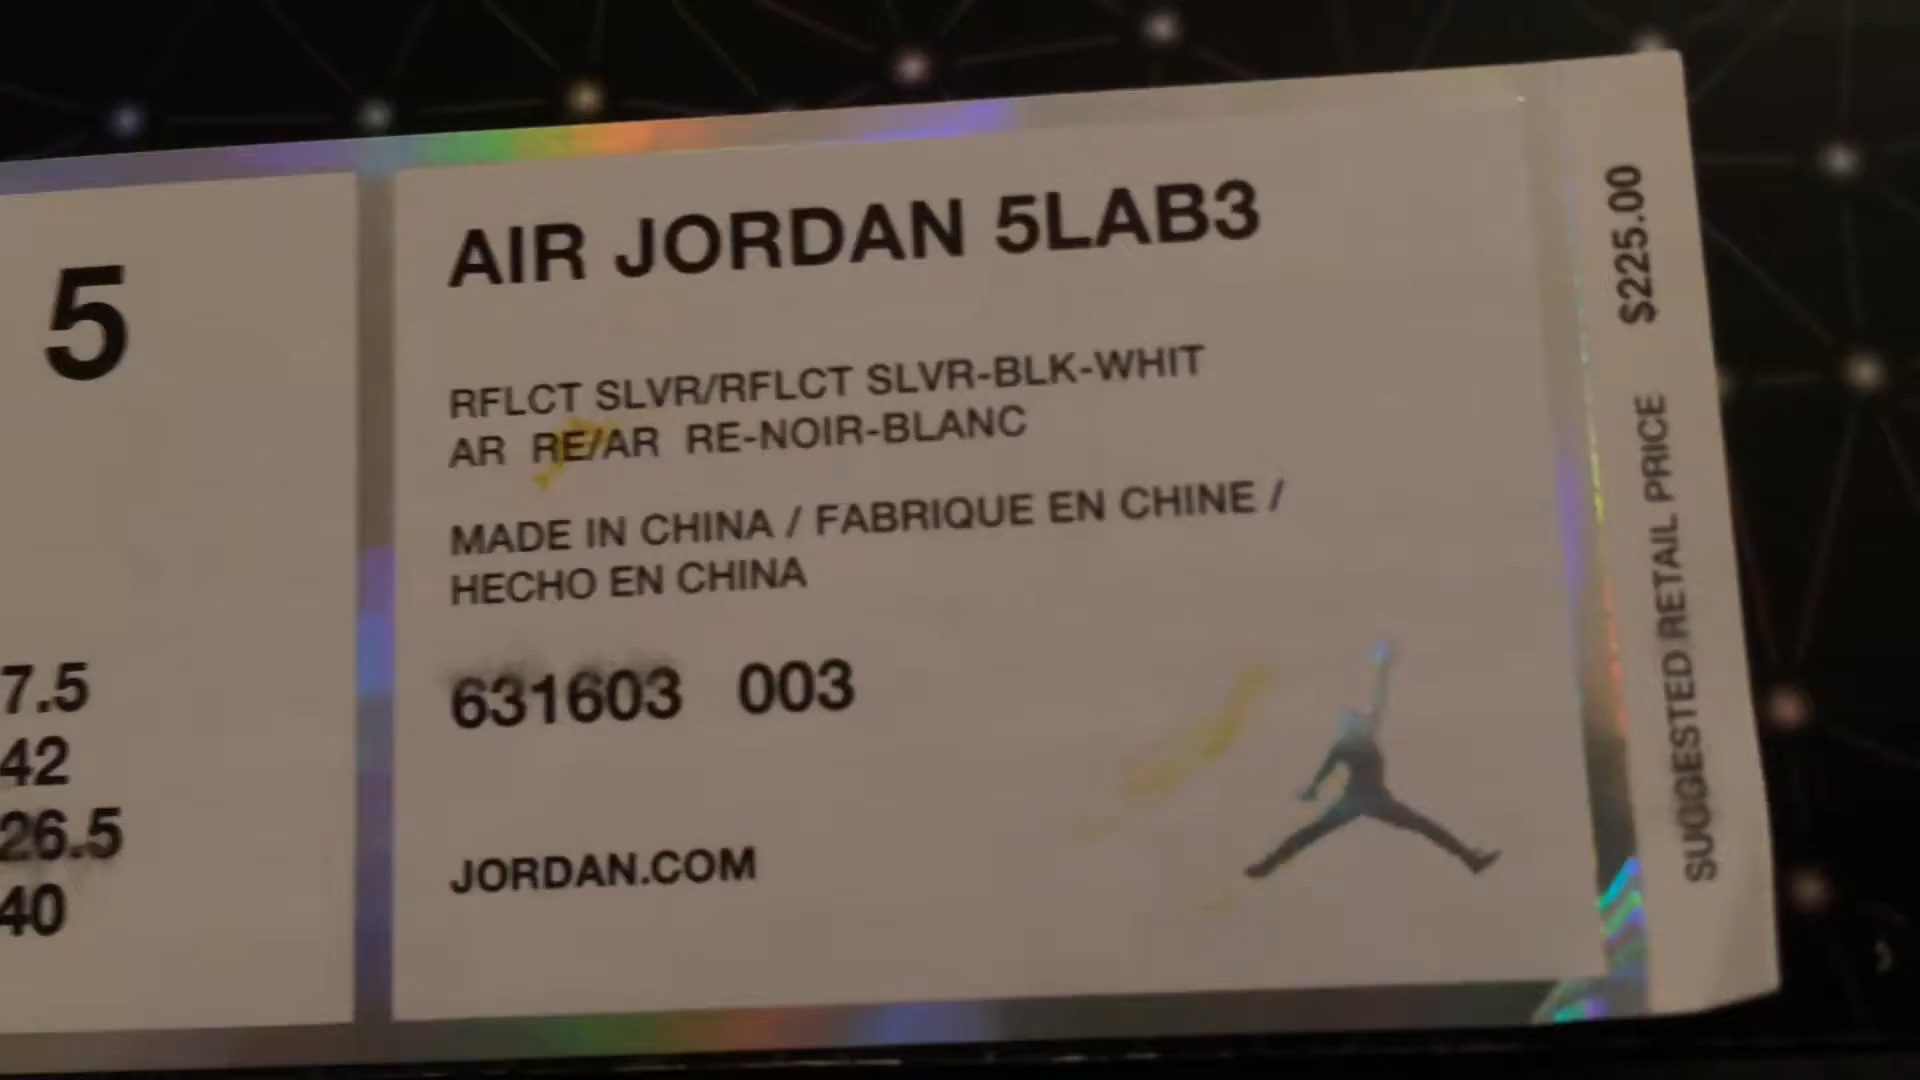 5
7.5
42
26.5
40
AIR JORDAN 5LAB3
RFLCT SLVR/RFLCT SLVR-BLK-WHIT
AR RE/AR RE-NOIR-BLANC
MADE IN CHINA / FABRIQUE EN CHINE /
HECHO EN CHINA
631603 003
JORDAN.COM
SUGGESTED RETAIL PRICE $225.00